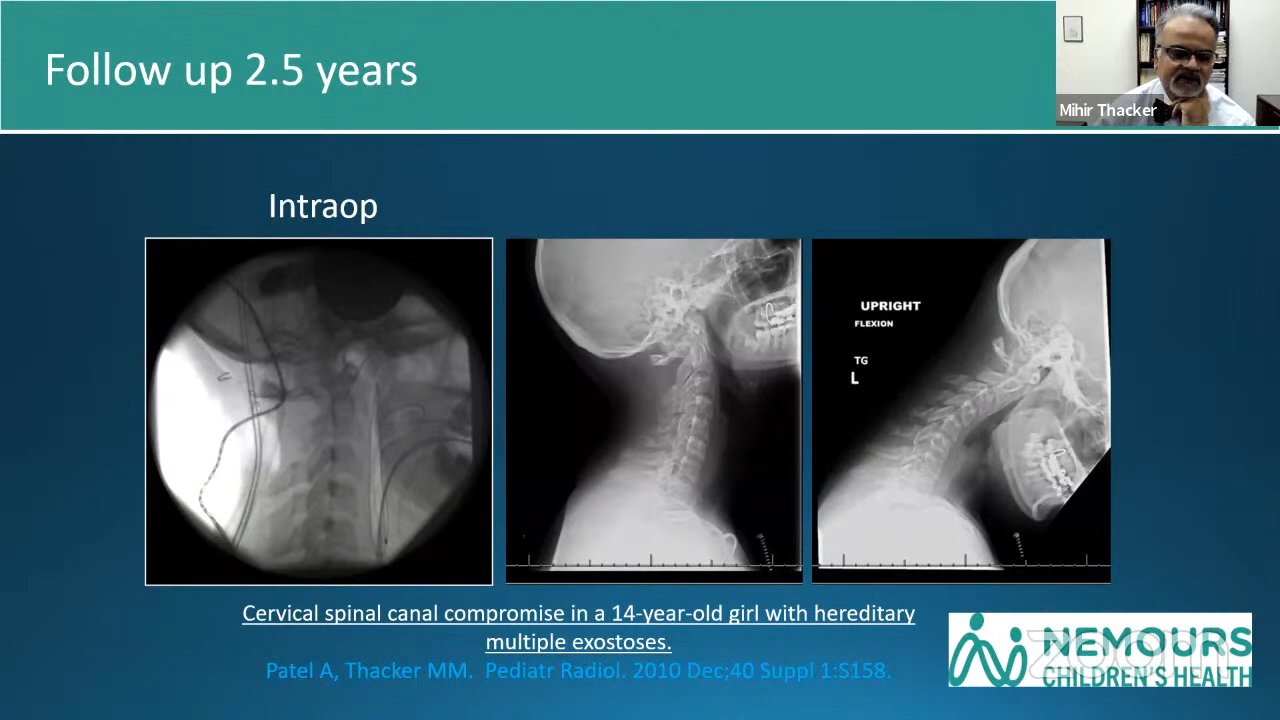 Follow up 2.5 years
Mihir Thacker
Intraop
UPRIGHT
FLEXION
TG
L
Cervical spinal canal compromise in a 14-year-old girl with hereditary
multiple exostoses.
Patel A, Thacker MM. Pediatr Radiol. 2010 Dec;40 Suppl 1:S158.
NEMOURS
zoom
CHILDREN'S HEALTH